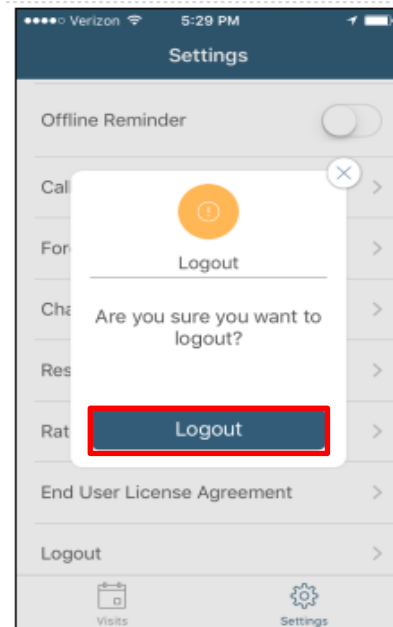 Verizon 5:29 PM
Settings
Offline Reminder
Cal
For
Logout
Cha
Are you sure you want to
logout?
Res
Rat
Logout
End User License Agreement
Logout
Visits
Settings